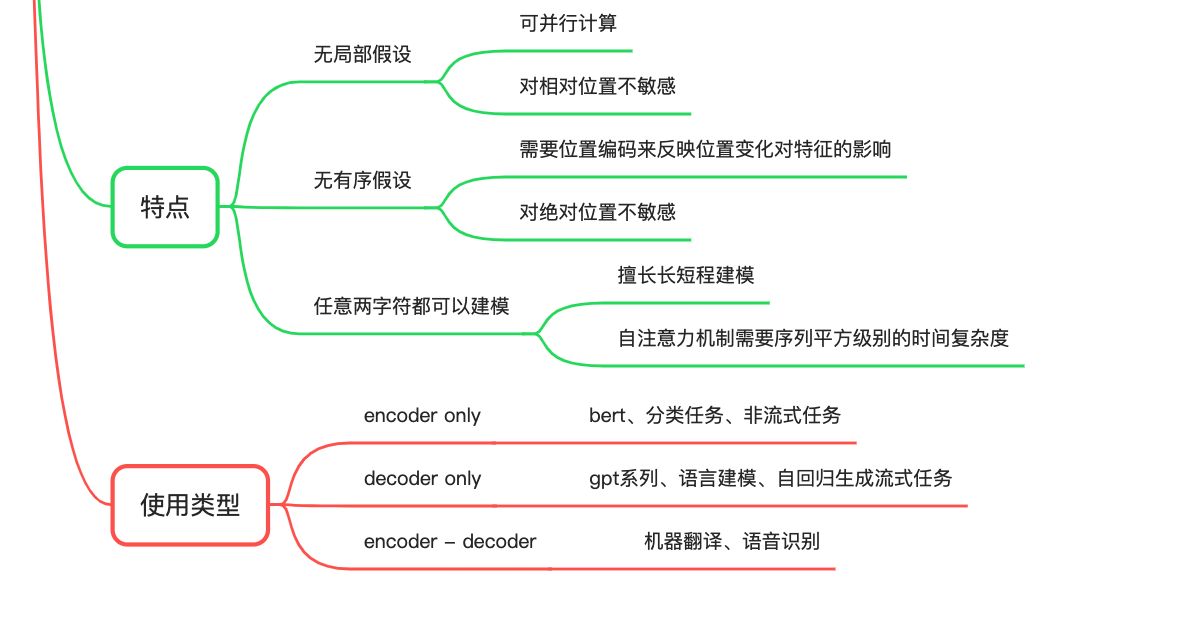 特点
无局部假设
可并行计算
对相对位置不敏感
无有序假设
需要位置编码来反映位置变化对特征的影响
对绝对位置不敏感
任意两字符都可以建模
擅长长短程建模
自注意力机制需要序列平方级别的时间复杂度
使用类型
encoder only
bert、分类任务、非流式任务
decoder only
gpt系列、语言建模、自回归生成流式任务
encoder – decoder
机器翻译、语音识别